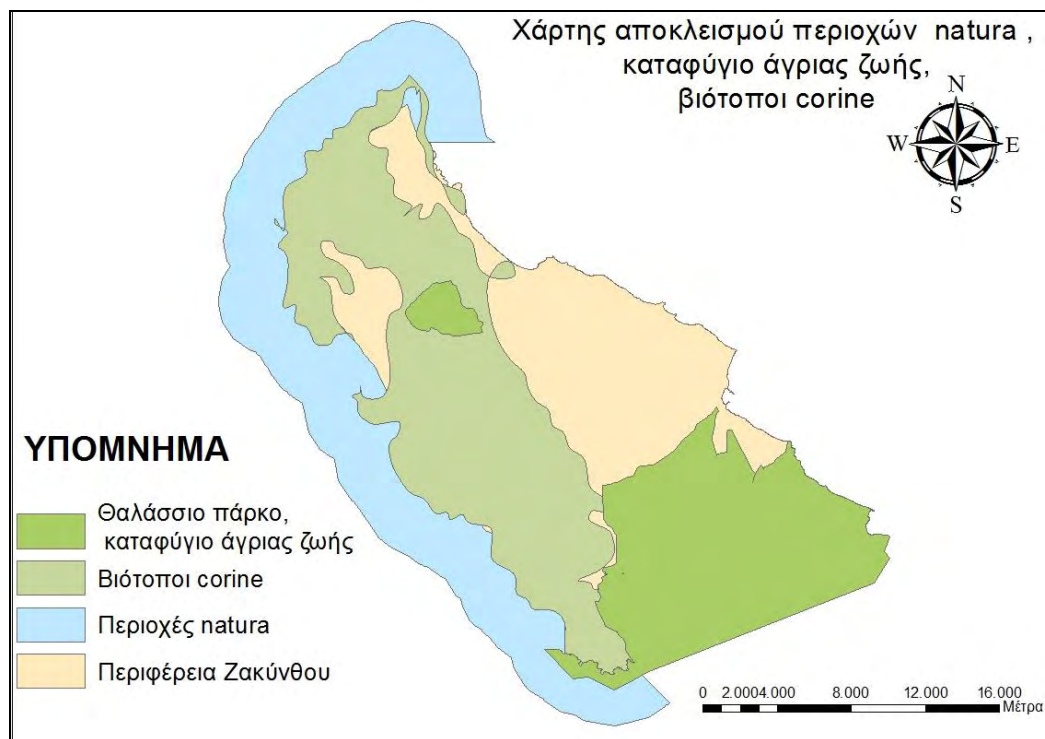 Χάρτης αποκλεισμού περιοχών natura ,
καταφύγιο άγριας ζωής,
βιότοποι corine
N
W E
S
ΥΠΟΜΝΗΜΑ
Θαλάσσιο πάρκο,
καταφύγιο άγριας ζωής
Βιότοποι corine
Περιοχές natura
Περιφέρεια Ζακύνθου
0 2.0004.000 8.000 12.000 16.000
Μέτρα